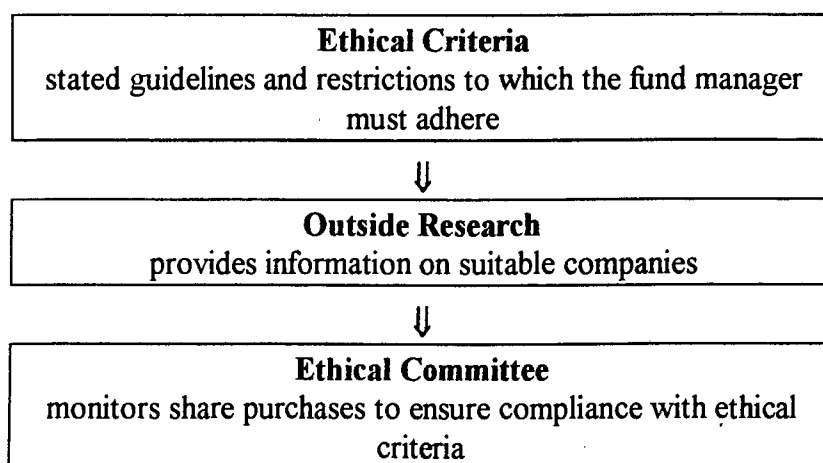 Ethical Criteria
stated guidelines and restrictions to which the fund manager
must adhere
⇓
Outside Research
provides information on suitable companies
⇓
Ethical Committee
monitors share purchases to ensure compliance with ethical
criteria